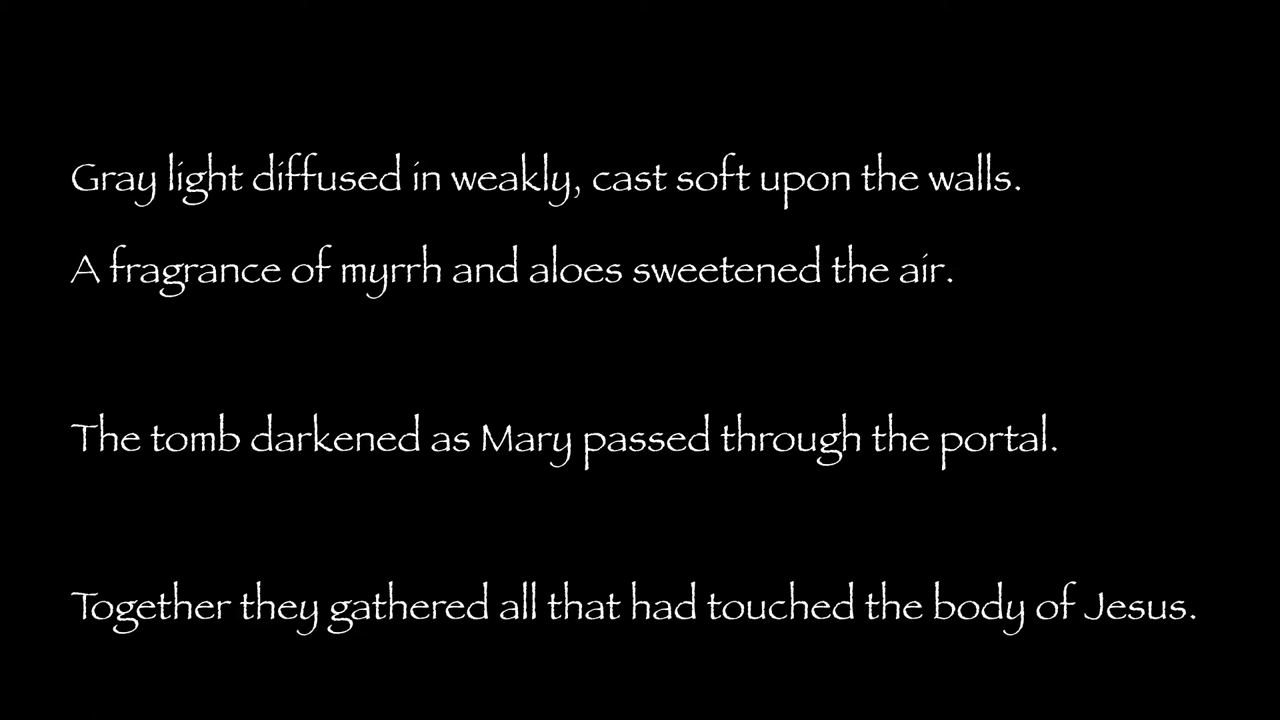 Gray light diffused in weakly, cast soft upon the walls.
A fragrance of myrrh and aloes sweetened the air.
The tomb darkened as Mary passed through the portal.
Together they gathered all that had touched the body of Jesus.